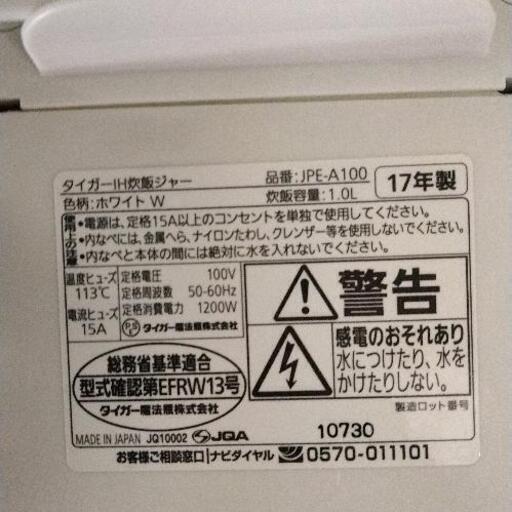 タイガーIH炊飯ジャー 品番:JPE-A100 17年製
色柄:ホワイト W 炊飯容量:1.0L
使用上の注意
•電源は、定格15A以上のコンセントを単独で使用してください。
•内なべには、金属へら、ナイロンたわし、クレンザー等を使用しないでください。
•内なべと本体の間には絶対に水を入れないでください。
温度ヒューズ
113℃
電流ヒューズ
15A
定格電圧 100V
定格周波数 50-60Hz
定格消費電力 1200W
PSE タイガー魔法瓶株式会社
警告
感電のおそれあり
水につけたり、水を
かけたりしない。
総務省基準適合
型式確認第EFRW13号
タイガー魔法瓶株式会社
製造ロット番号
MADE IN JAPAN JQ10002 JQA 10730
お客様ご相談窓口 ナビダイヤル 0570-011101